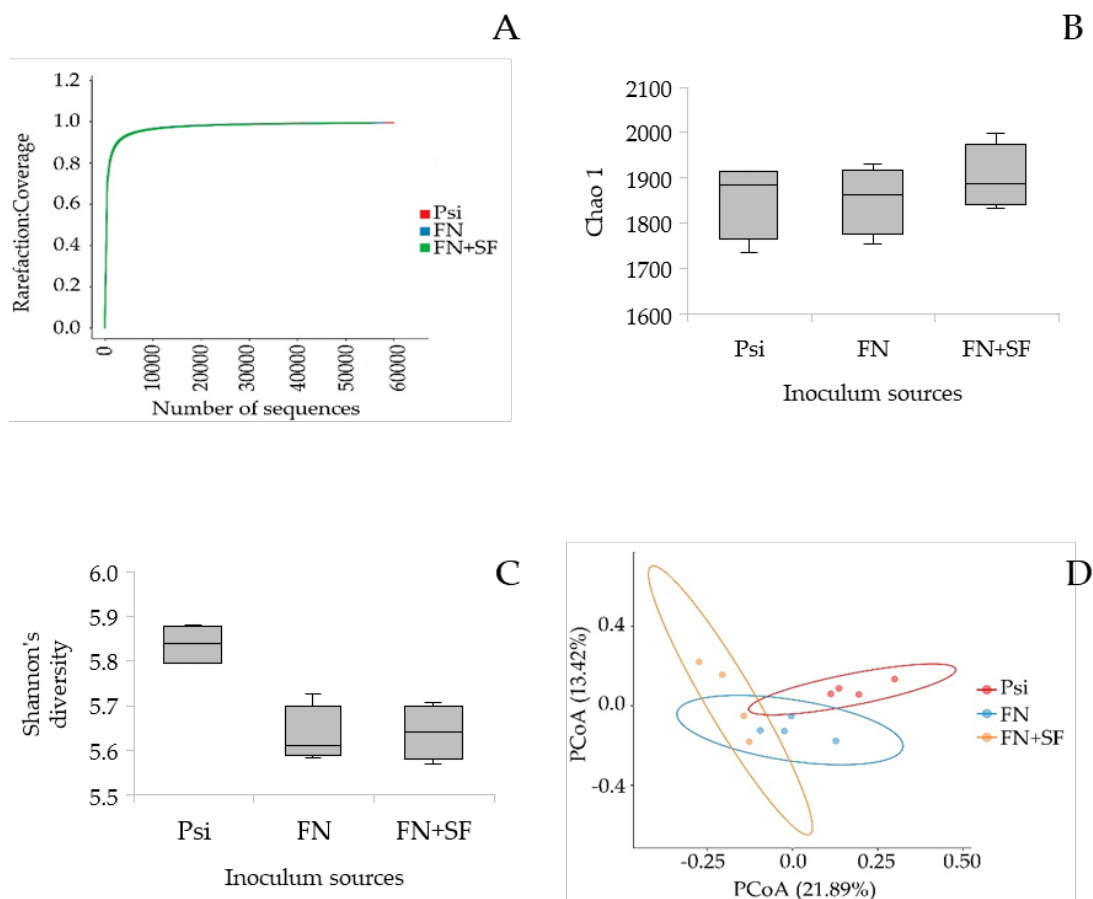 A
1.2
1.0
0.8
0.6
0.4
0.2
0.0
Rarefaction:Coverage
0
10000
20000
30000
40000
50000
60000
Number of sequences
Psi
FN
FN+SF
B
2100
2000
1900
1800
1700
1600
Chao 1
Psi FN FN+SF
Inoculum sources
C
6.0
5.9
5.8
5.7
5.6
5.5
Shannon's
diversity
Psi FN FN+SF
Inoculum sources
D
0.4
0.0
-0.4
PCoA (13.42%)
-0.25 0.0 0.25 0.50
PCoA (21.89%)
Psi
FN
FN+SF